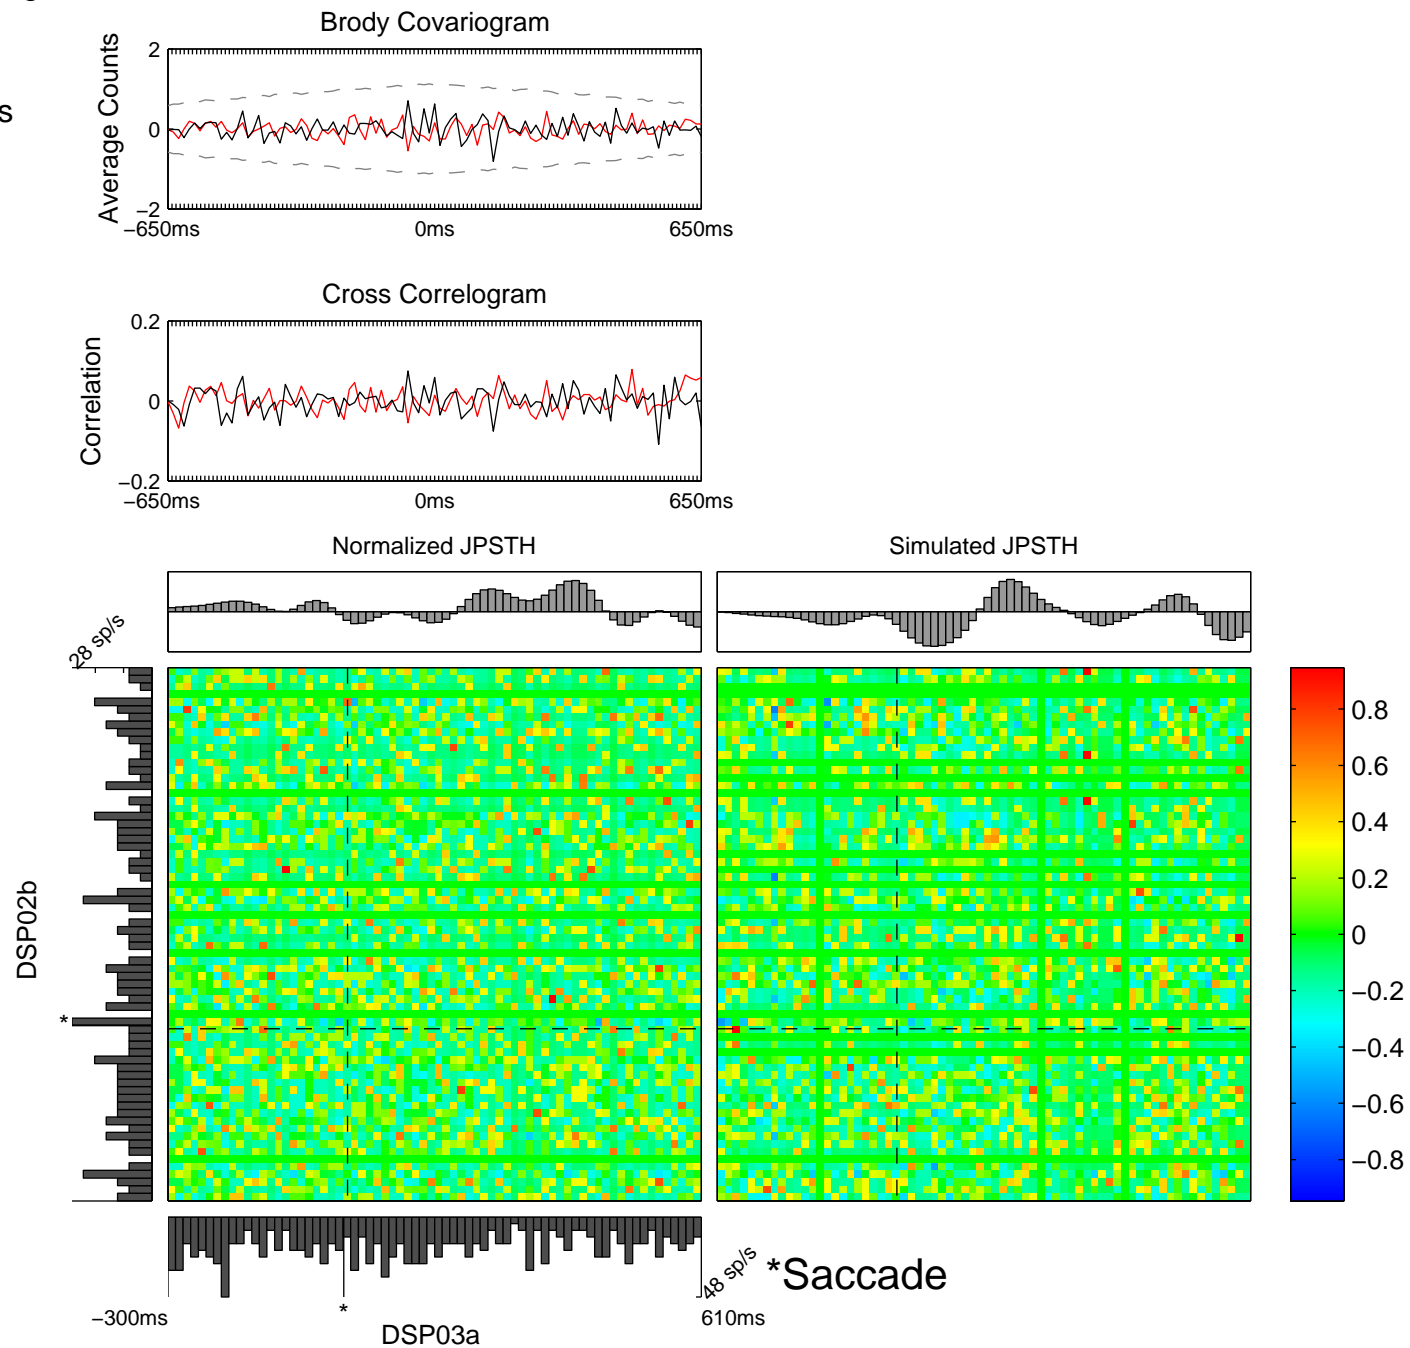 Brody Covariogram
Average Counts
2
0
−2
−650ms 0ms 650ms
s
Cross Correlogram
Correlation
0.2
0
−0.2
−650ms 0ms 650ms
Normalized JPSTH
Simulated JPSTH
28 sp/s
DSP02b
*
0.8
0.6
0.4
0.2
0
−0.2
−0.4
−0.6
−0.8
48 sp/s
*Saccade
−300ms
*
610ms
DSP03a